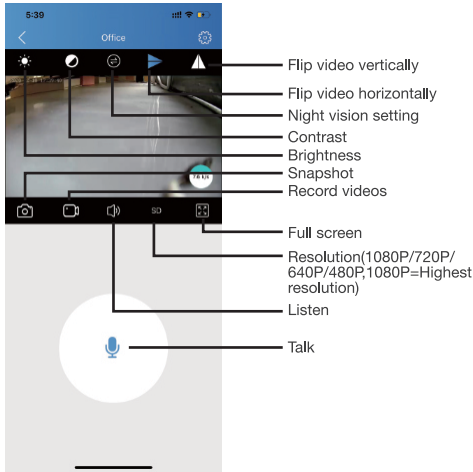 5:39
Office
Flip video vertically
Flip video horizontally
Night vision setting
Contrast
Brightness
Snapshot
Record videos
SD
Full screen
Resolution(1080P/720P/
640P/480P,1080P=Highest
resolution)
Listen
Talk